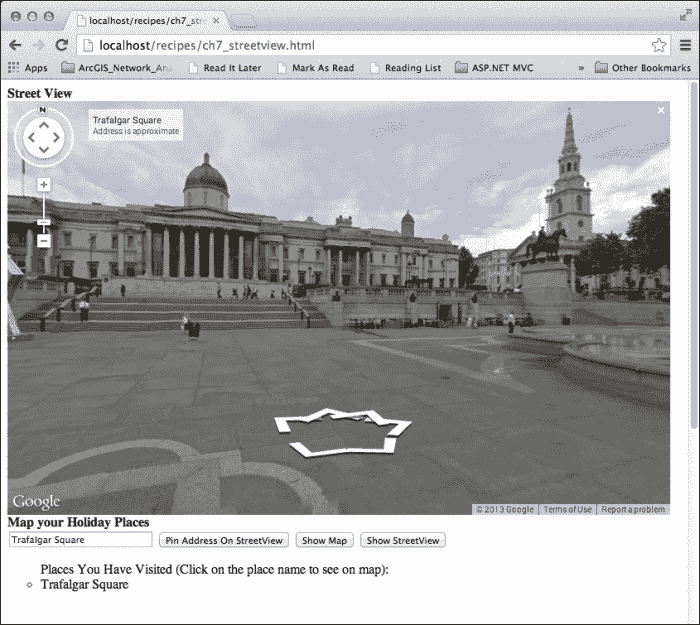 localhost/recipes/ch7_stre
localhost/recipes/ch7_streetview.html
Apps ArcGIS_Network_Ana Read It Later Mark As Read Reading List ASP.NET MVC » Other Bookmarks
Street View
N
Trafalgar Square
Address is approximate
Google
© 2013 Google Terms of Use Report a problem
Map your Holiday Places
Trafalgar Square Pin Address On StreetView Show Map Show StreetView
Places You Have Visited (Click on the place name to see on map):
Trafalgar Square